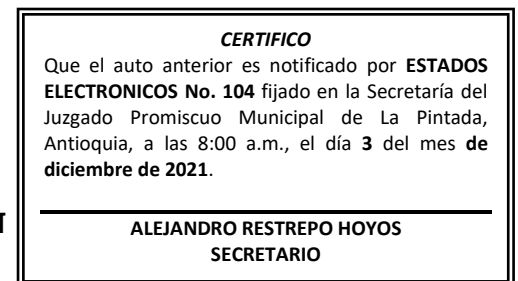 CERTIFICO
Que el auto anterior es notificado por ESTADOS
ELECTRONICOS No. 104 fijado en la Secretaría del
Juzgado Promiscuo Municipal de La Pintada,
Antioquia, a las 8:00 a.m., el día 3 del mes de
diciembre de 2021.
ALEJANDRO RESTREPO HOYOS
SECRETARIO